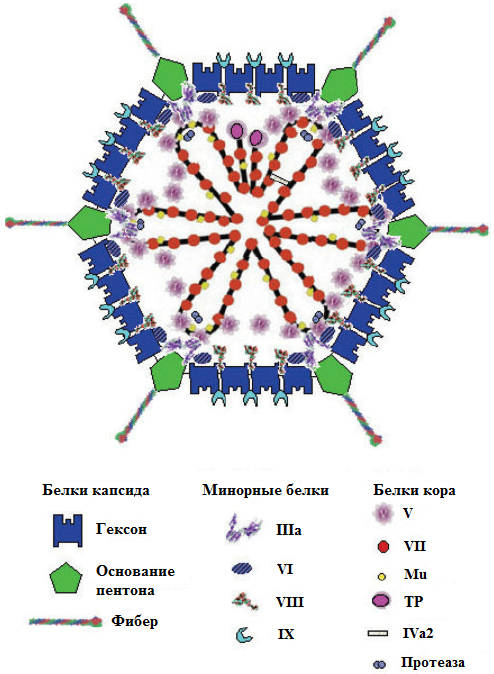 Белки капсида
Гексон
Основание
пентона
Фибер
Минорные белки
IIIa
VI
VIII
IX
Белки кора
V
VII
Mu
TP
IVa2
Протеаза